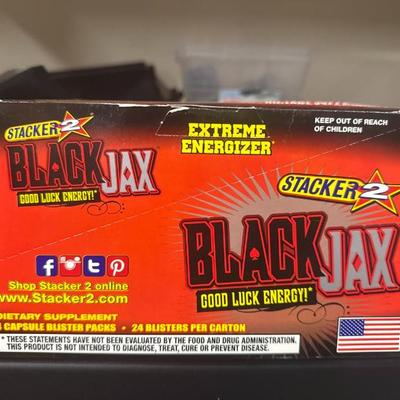 STACKER 2
BLACK JAX
GOOD LUCK ENERGY!*
EXTREME
ENERGIZER
KEEP OUT OF REACH
OF CHILDREN
STACKER 2
BLACK JAX
GOOD LUCK ENERGY!*
Shop Stacker 2 online
www.Stacker2.com
DIETARY SUPPLEMENT
4 CAPSULE BLISTER PACKS • 24 BLISTERS PER CARTON
* THESE STATEMENTS HAVE NOT BEEN EVALUATED BY THE FOOD AND DRUG ADMINISTRATION.
THIS PRODUCT IS NOT INTENDED TO DIAGNOSE, TREAT, CURE OR PREVENT DISEASE.